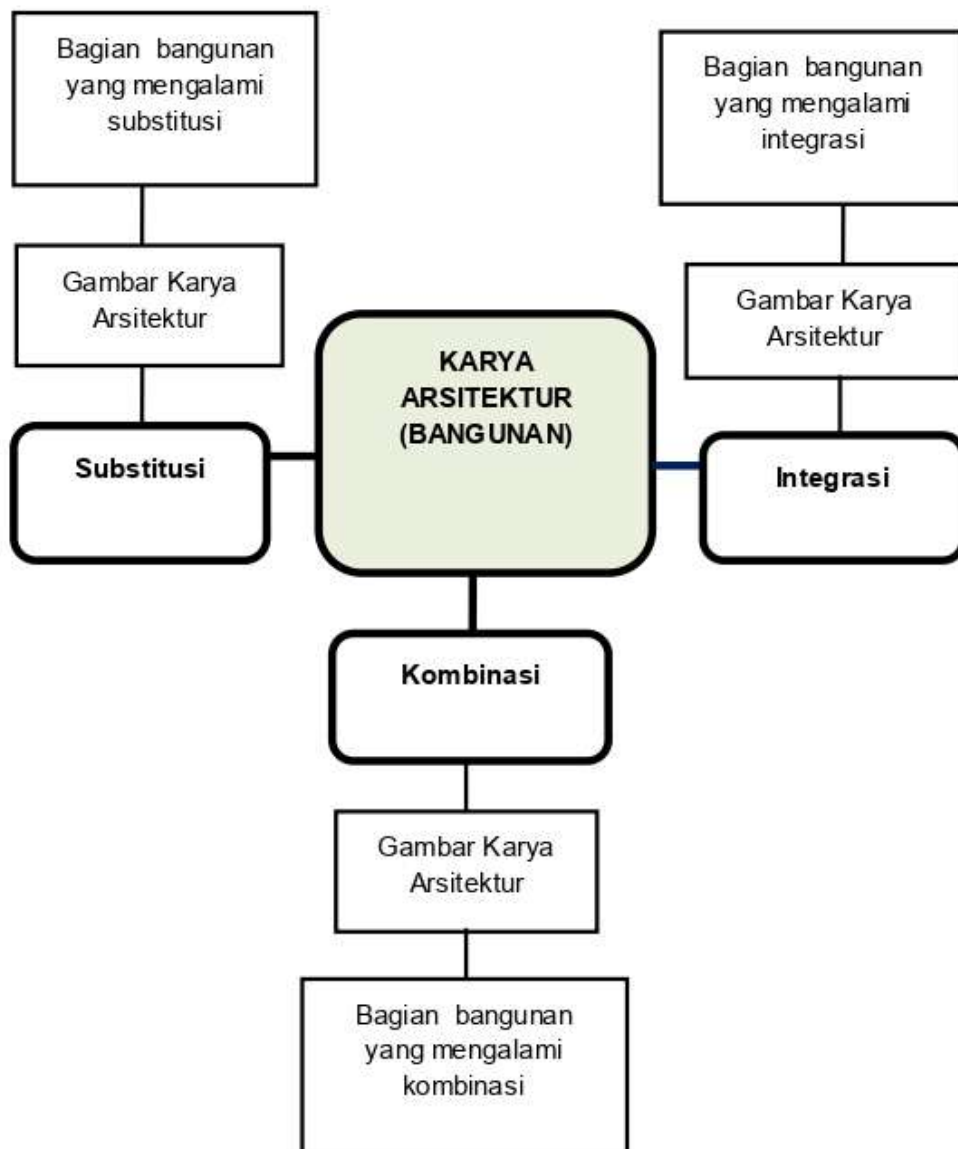 Bagian bangunan
yang mengalami
substitusi
Bagian bangunan
yang mengalami
integrasi
Gambar Karya
Arsitektur
Gambar Karya
Arsitektur
KARYA
ARSITEKTUR
(BANGUNAN)
Substitusi
Integrasi
Kombinasi
Gambar Karya
Arsitektur
Bagian bangunan
yang mengalami
kombinasi